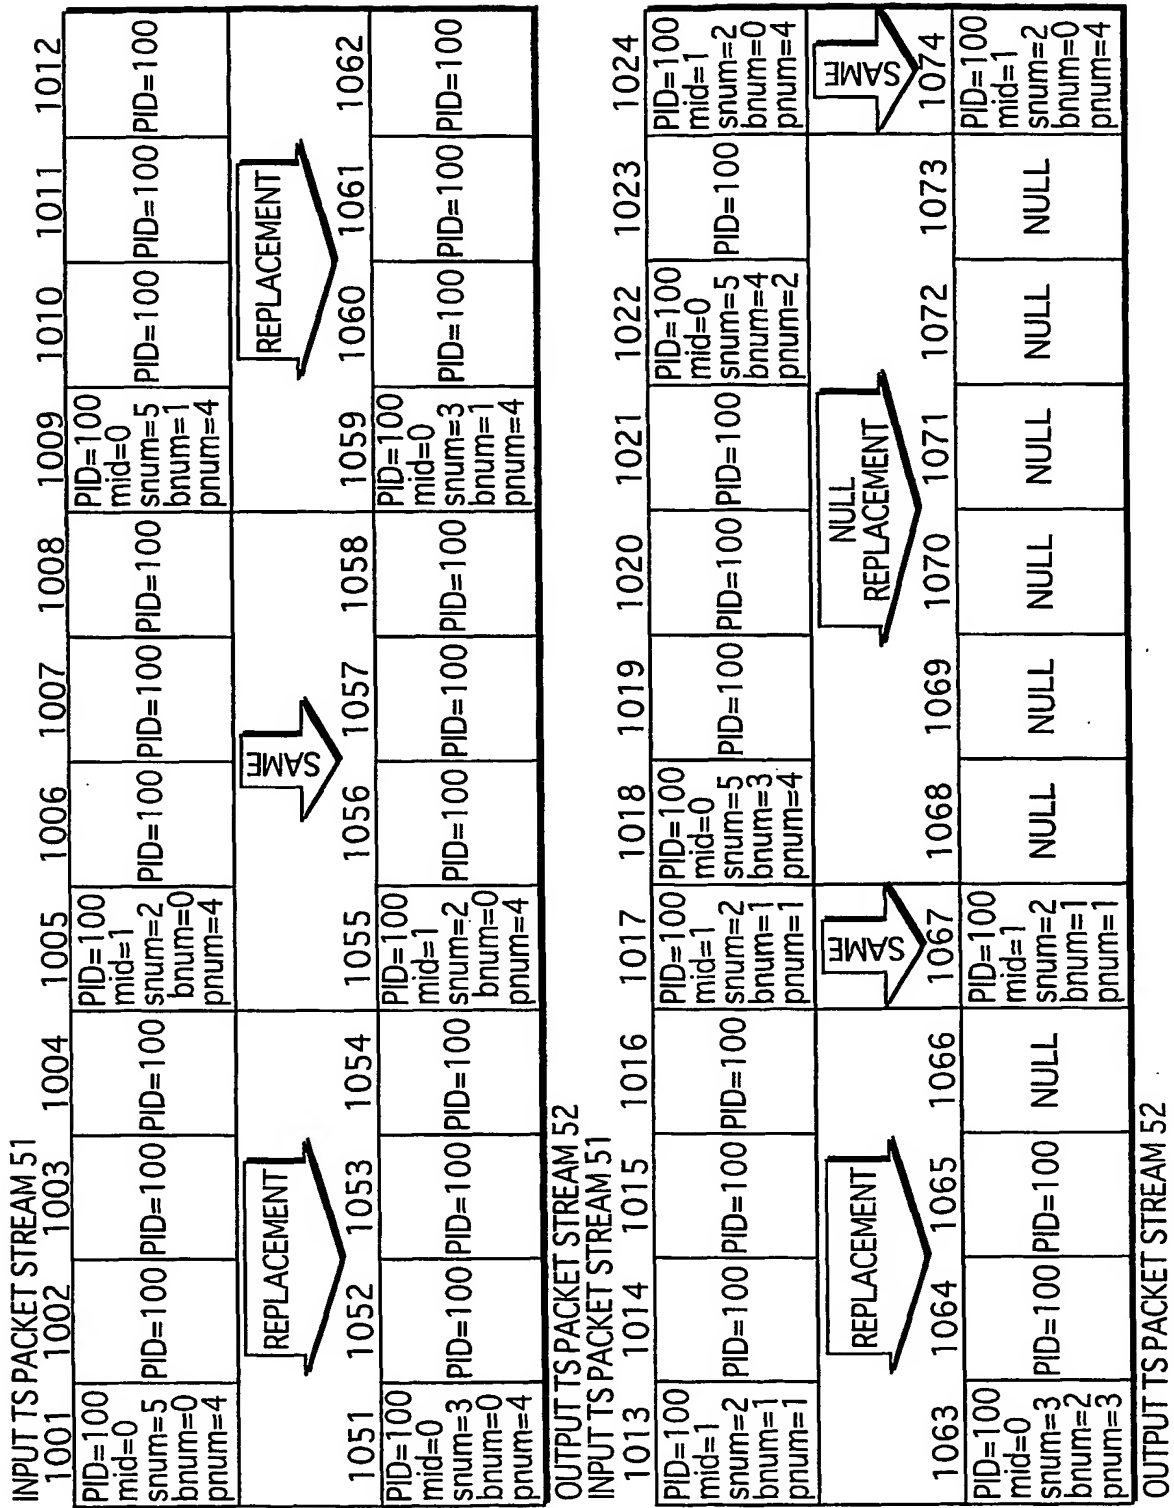 INPUT TS PACKET STREAM 51
1001 1002 1003 1004 1005 1006 1007 1008 1009 1010 1011 1012
PID=100
mid=0
snum=5
bnum=0
pnum=4
PID=100
PID=100
PID=100
PID=100
mid=1
snum=2
bnum=0
pnum=4
PID=100
PID=100
PID=100
PID=100
mid=0
snum=5
bnum=1
pnum=4
PID=100
PID=100
PID=100
REPLACEMENT
SAME
REPLACEMENT
1051 1052 1053 1054 1055 1056 1057 1058 1059 1060 1061 1062
PID=100
mid=0
snum=3
bnum=0
pnum=4
PID=100
PID=100
PID=100
PID=100
mid=1
snum=2
bnum=0
pnum=4
PID=100
PID=100
PID=100
PID=100
mid=0
snum=3
bnum=1
pnum=4
PID=100
PID=100
PID=100
OUTPUT TS PACKET STREAM 52
INPUT TS PACKET STREAM 51
1013 1014 1015 1016 1017 1018 1019 1020 1021 1022 1023 1024
PID=100
mid=1
snum=2
bnum=1
pnum=1
PID=100
PID=100
PID=100
PID=100
mid=1
snum=2
bnum=1
pnum=1
PID=100
mid=0
snum=5
bnum=3
pnum=4
PID=100
PID=100
PID=100
PID=100
mid=0
snum=5
bnum=4
pnum=2
PID=100
PID=100
mid=1
snum=2
bnum=0
pnum=4
REPLACEMENT
SAME
NULL
REPLACEMENT
SAME
1063 1064 1065 1066 1067 1068 1069 1070 1071 1072 1073 1074
PID=100
mid=0
snum=3
bnum=2
pnum=3
PID=100
PID=100
NULL
PID=100
mid=1
snum=2
bnum=1
pnum=1
NULL
NULL
NULL
NULL
NULL
NULL
PID=100
mid=1
snum=2
bnum=0
pnum=4
OUTPUT TS PACKET STREAM 52